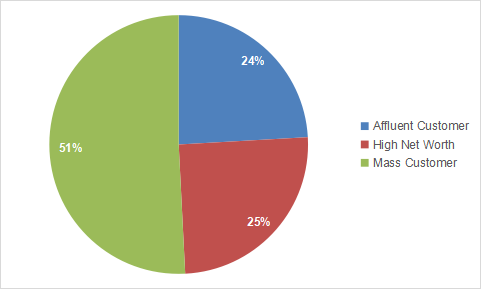 24%
Affluent Customer
High Net Worth
51%
Mass Customer
25%